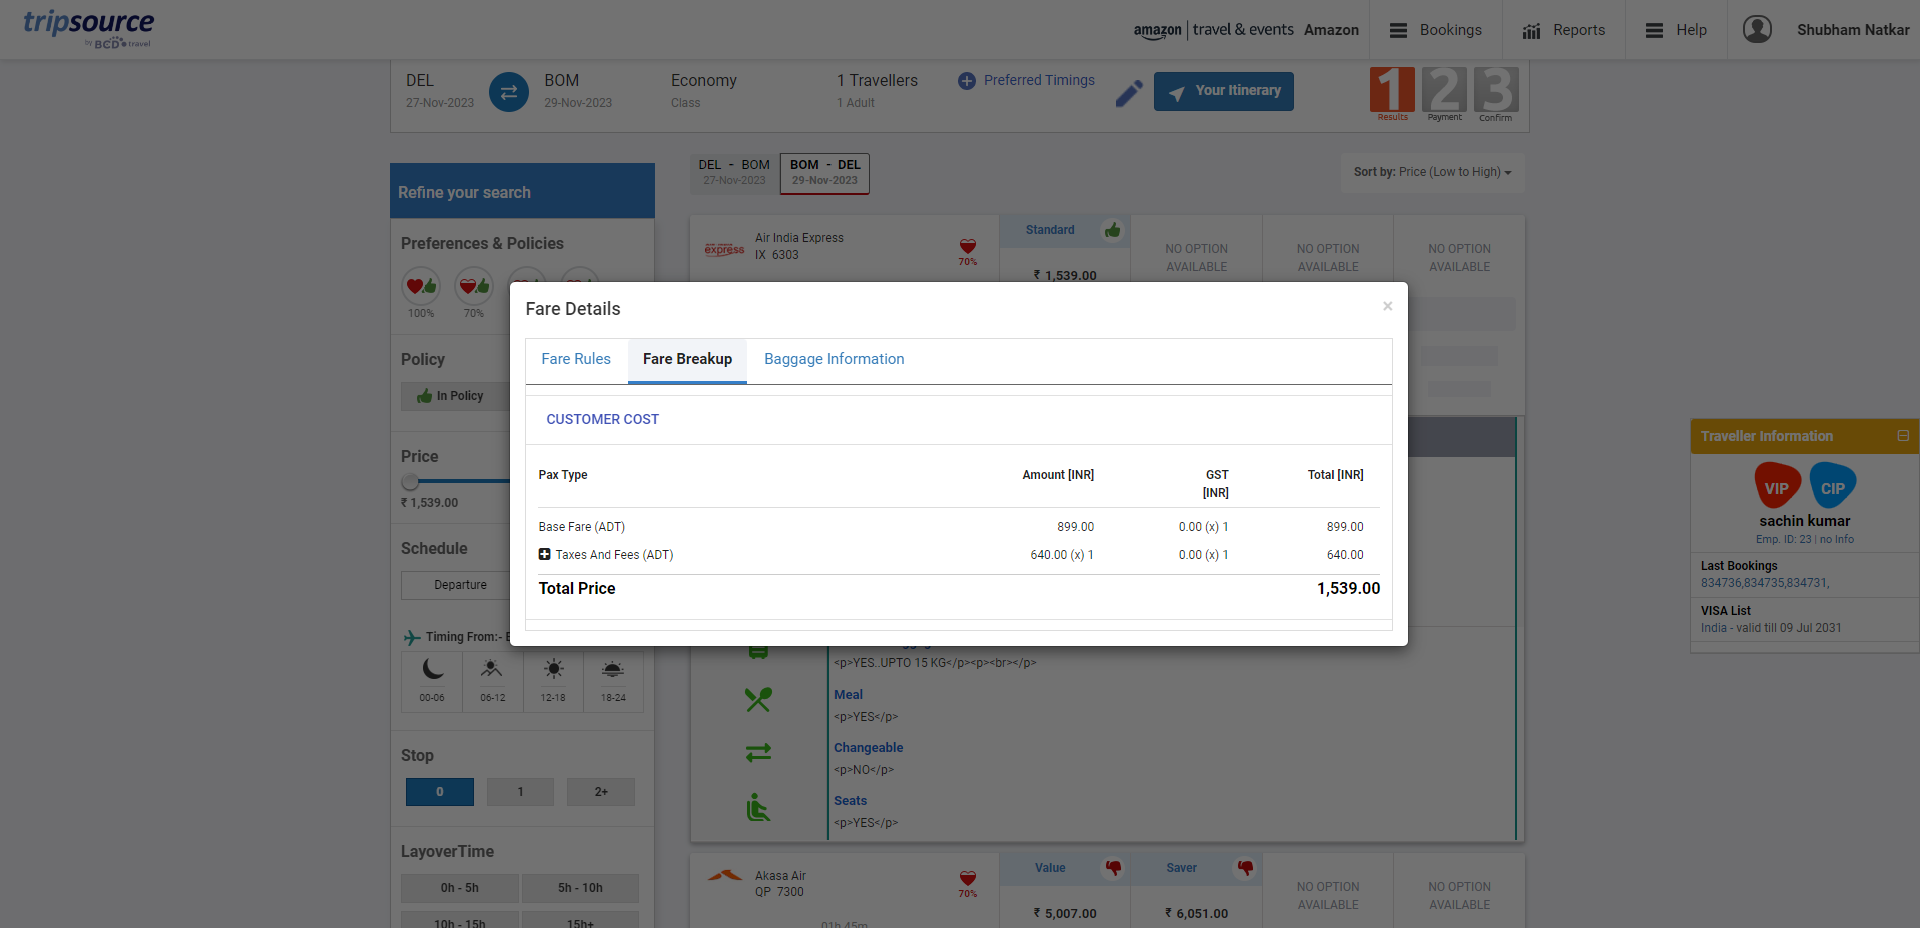 tripsource
by BCD travel
amazon | travel & events Amazon
Bookings
Reports
Help
Shubham Natkar
DEL
27-Nov-2023
BOM
29-Nov-2023
Economy
Class
1 Travellers
1 Adult
Preferred Timings
Your Itinerary
1 2 3
Results Payment Confirm
Refine your search
DEL - BOM
27-Nov-2023
BOM - DEL
29-Nov-2023
Sort by: Price (Low to High)
Preferences & Policies
100% 70%
Policy
In Policy
Price
₹ 1,539.00
Schedule
Departure
Timing From:-
00-06 06-12 12-18 18-24
Stop
0 1 2+
LayoverTime
0h - 5h 5h - 10h
10h - 15h 15h+
Air India Express
IX 6303
70%
Standard
₹ 1,539.00
NO OPTION
AVAILABLE
NO OPTION
AVAILABLE
NO OPTION
AVAILABLE
Fare Details
×
Fare Rules Fare Breakup Baggage Information
CUSTOMER COST
Pax Type Amount [INR] GST [INR] Total [INR]
Base Fare (ADT) 899.00 0.00 (x) 1 899.00
Taxes And Fees (ADT) 640.00 (x) 1 0.00 (x) 1 640.00
Total Price 1,539.00
<p>YES..UPTO 15 KG</p><p><br></p>
Meal
<p>YES</p>
Changeable
<p>NO</p>
Seats
<p>YES</p>
Akasa Air
QP 7300
70%
01h 45m
Value
₹ 5,007.00
Saver
₹ 6,051.00
NO OPTION
AVAILABLE
NO OPTION
AVAILABLE
Traveller Information
VIP CIP
sachin kumar
Emp. ID: 23 | no Info
Last Bookings
834736,834735,834731,
VISA List
India - valid till 09 Jul 2031